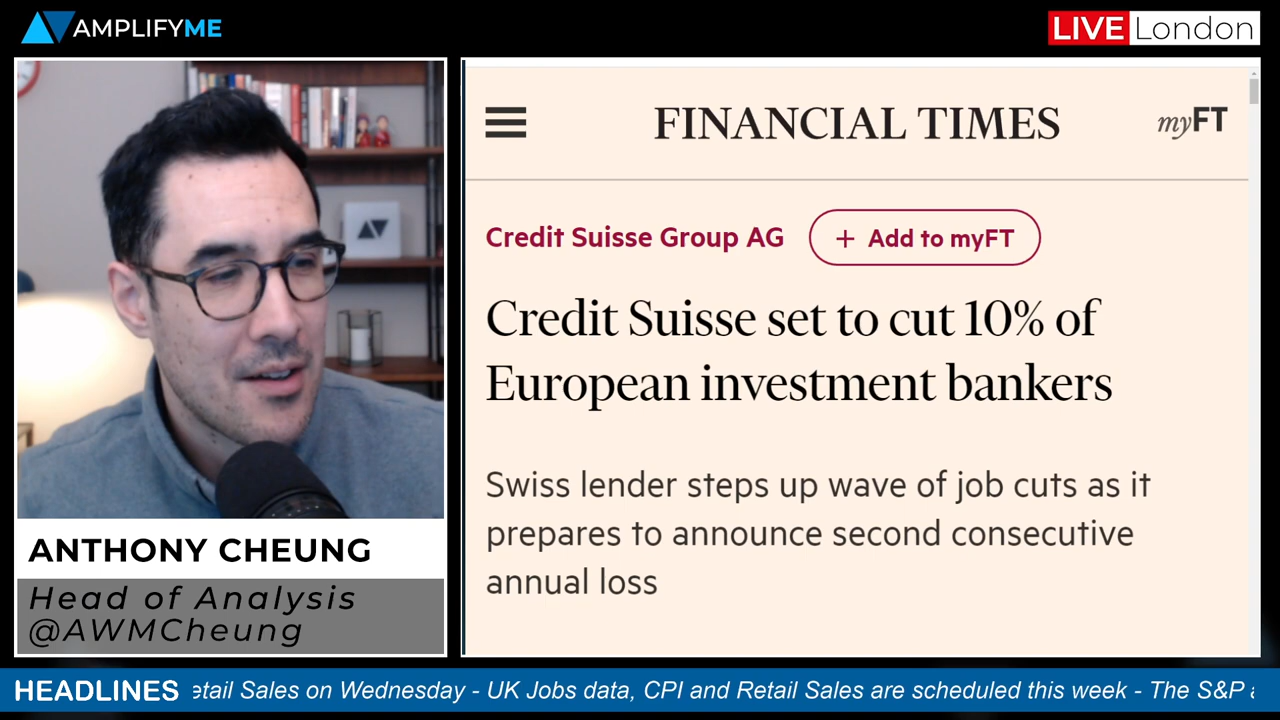 AMPLIFYME
LIVE London
FINANCIAL TIMES
myFT
Credit Suisse Group AG
+ Add to myFT
Credit Suisse set to cut 10% of
European investment bankers
Swiss lender steps up wave of job cuts as it
prepares to announce second consecutive
annual loss
ANTHONY CHEUNG
Head of Analysis
@AWMCheung
HEADLINES
etail Sales on Wednesday - UK Jobs data, CPI and Retail Sales are scheduled this week - The S&P